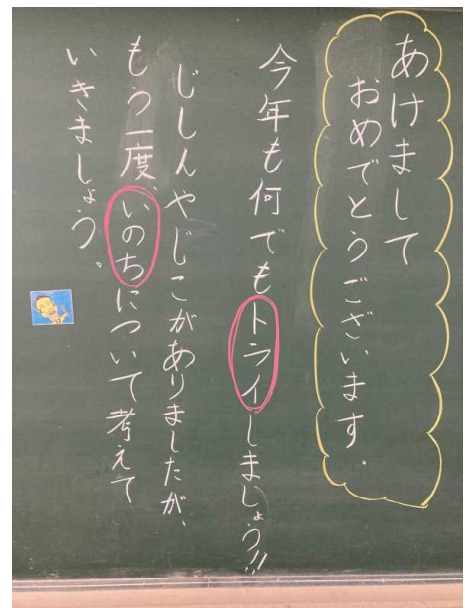 あけまして
おめでとうございます。
今年も何でもトライしましょう!!
じしんやじこがありましたが、
もう一度、いのちについて考えて
いきましょう。